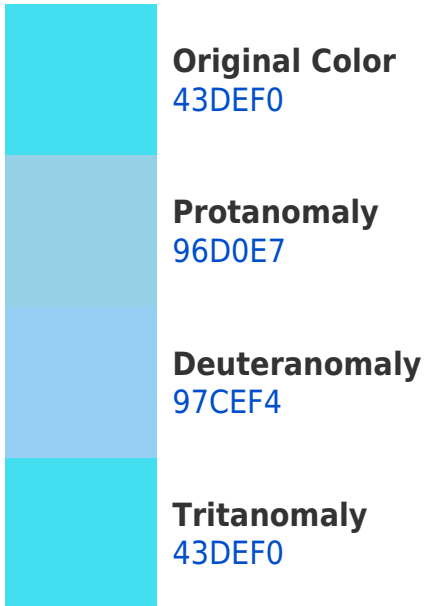 Original Color
43DEF0
Protanomaly
96D0E7
Deuteranomaly
97CEF4
Tritanomaly
43DEF0